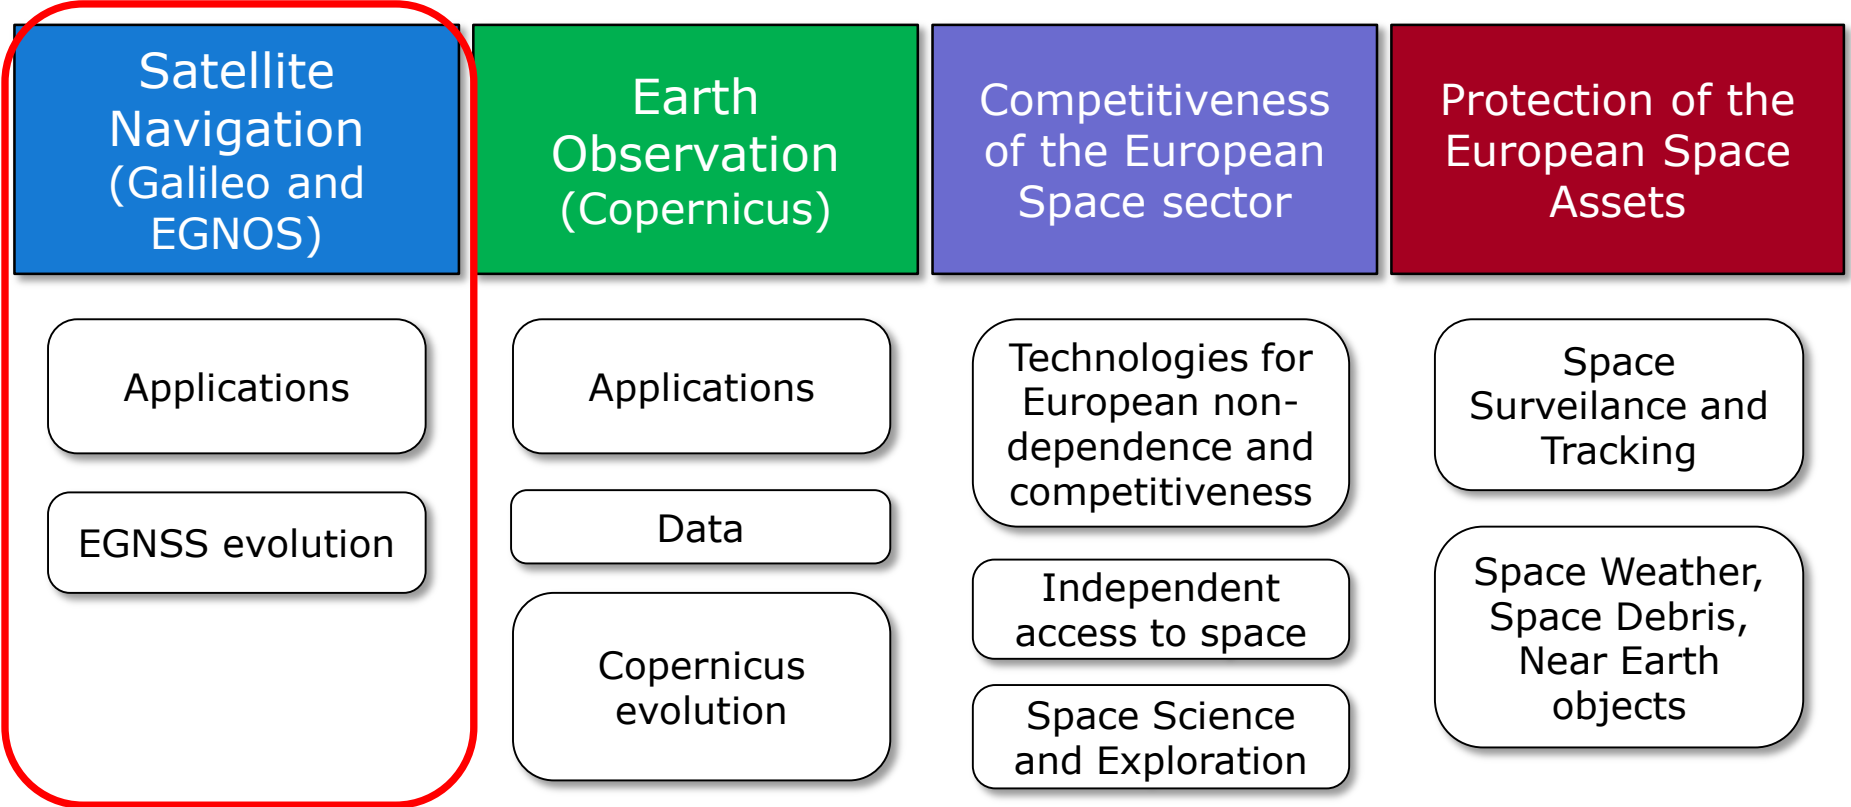 Satellite
Navigation
(Galileo and
EGNOS)
Applications
EGNSS evolution
Earth
Observation
(Copernicus)
Applications
Data
Copernicus
evolution
Competitiveness
of the European
Space sector
Technologies for
European non-
dependence and
competitiveness
Independent
access to space
Space Science
and Exploration
Protection of the
European Space
Assets
Space
Surveilance and
Tracking
Space Weather,
Space Debris,
Near Earth
objects